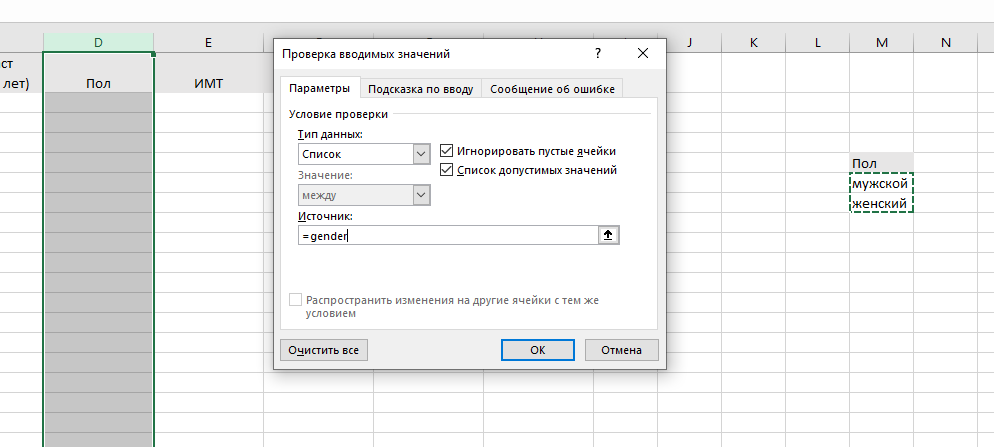 D E J K L M N
ст
лет) Пол ИМТ
Проверка вводимых значений ? ×
Параметры Подсказка по вводу Сообщение об ошибке
Условие проверки
Тип данных:
Список Игнорировать пустые ячейки
Значение: Список допустимых значений
между
Источник:
=gender
Распространить изменения на другие ячейки с тем же
условием
Очистить все ОК Отмена
Пол
мужской
женский